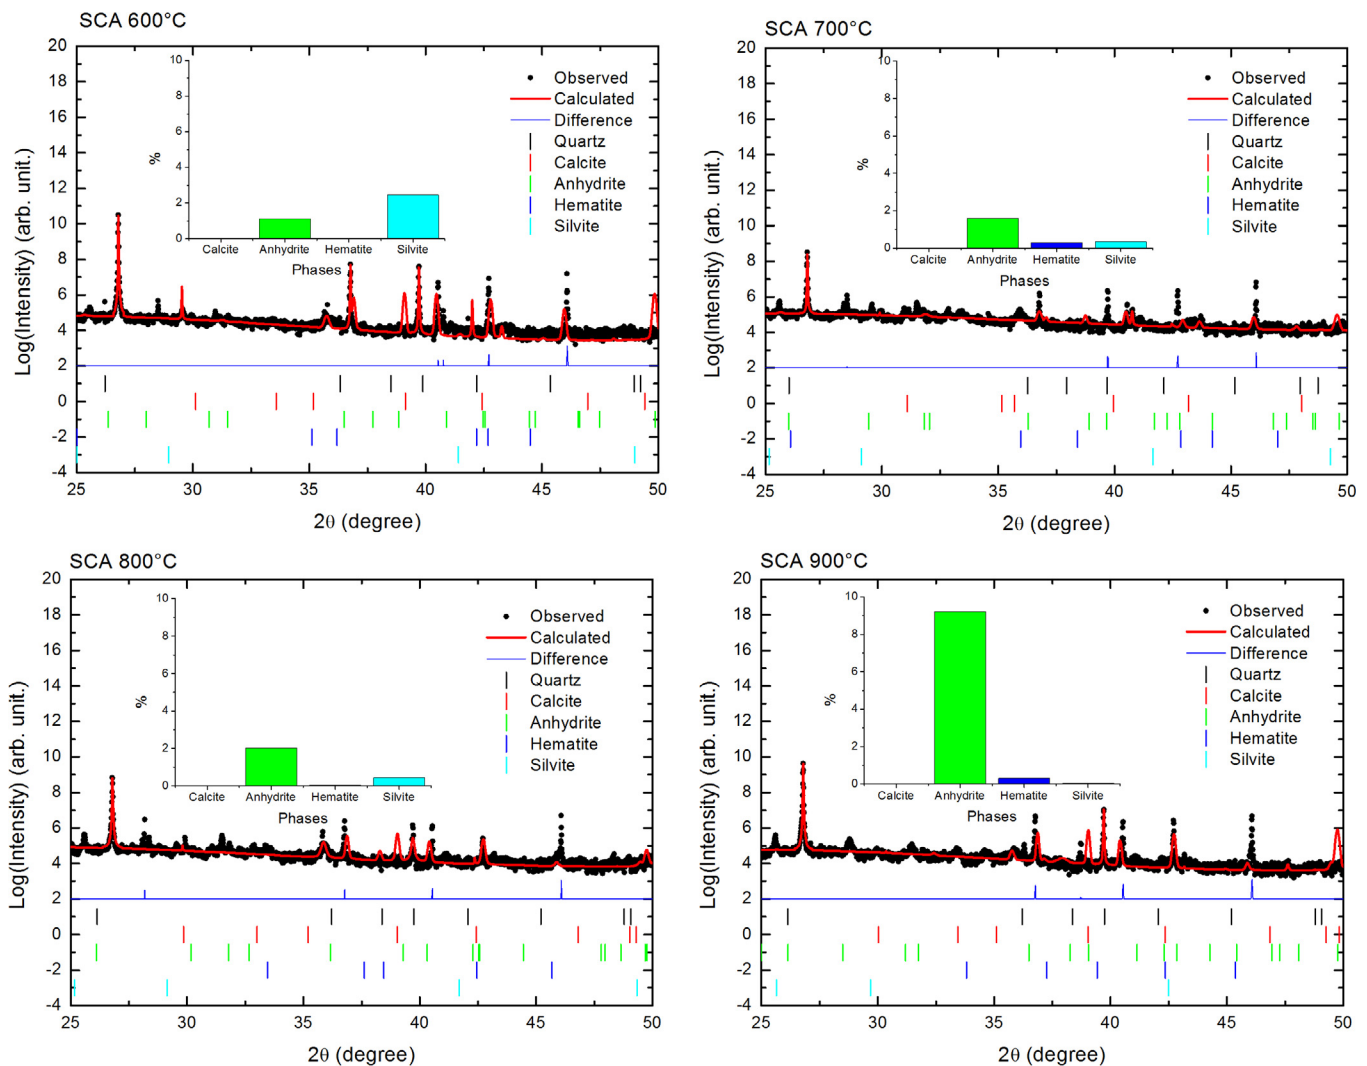 SCA 600°C
20
18
16
14
12
10
8
6
4
2
0
-2
-4
Log(Intensity) (arb. unit.)
25 30 35 40 45 50
2θ (degree)
10
8
6
4
2
0
%
Calcite Anhydrite Hematite Silvite
Phases
Observed
Calculated
Difference
Quartz
Calcite
Anhydrite
Hematite
Silvite
SCA 700°C
20
18
16
14
12
10
8
6
4
2
0
-2
-4
Log(Intensity) (arb. unit.)
25 30 35 40 45 50
2θ (degree)
10
8
6
4
2
0
%
Calcite Anhydrite Hematite Silvite
Phases
Observed
Calculated
Difference
Quartz
Calcite
Anhydrite
Hematite
Silvite
SCA 800°C
20
18
16
14
12
10
8
6
4
2
0
-2
-4
Log(Intensity) (arb. unit.)
25 30 35 40 45 50
2θ (degree)
10
8
6
4
2
0
%
Calcite Anhydrite Hematite Silvite
Phases
Observed
Calculated
Difference
Quartz
Calcite
Anhydrite
Hematite
Silvite
SCA 900°C
20
18
16
14
12
10
8
6
4
2
0
-2
-4
Log(Intensity) (arb. unit.)
25 30 35 40 45 50
2θ (degree)
10
8
6
4
2
0
%
Calcite Anhydrite Hematite Silvite
Phases
Observed
Calculated
Difference
Quartz
Calcite
Anhydrite
Hematite
Silvite